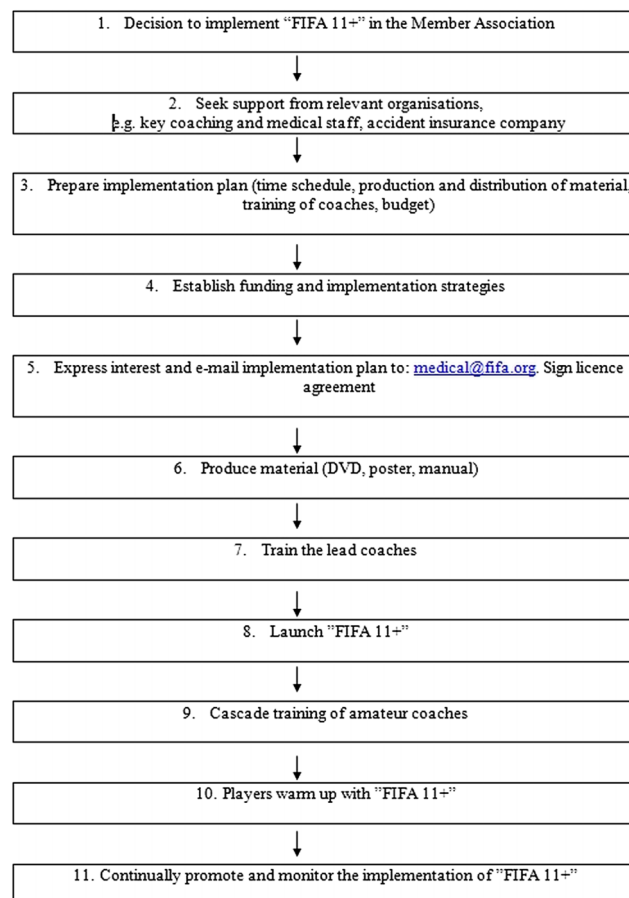 1. Decision to implement “FIFA 11+” in the Member Association
2. Seek support from relevant organisations,
e.g. key coaching and medical staff, accident insurance company
3. Prepare implementation plan (time schedule, production and distribution of material,
training of coaches, budget)
4. Establish funding and implementation strategies
5. Express interest and e-mail implementation plan to: medical@fifa.org. Sign licence
agreement
6. Produce material (DVD, poster, manual)
7. Train the lead coaches
8. Launch ”FIFA 11+”
9. Cascade training of amateur coaches
10. Players warm up with ”FIFA 11+”
11. Continually promote and monitor the implementation of ”FIFA 11+”